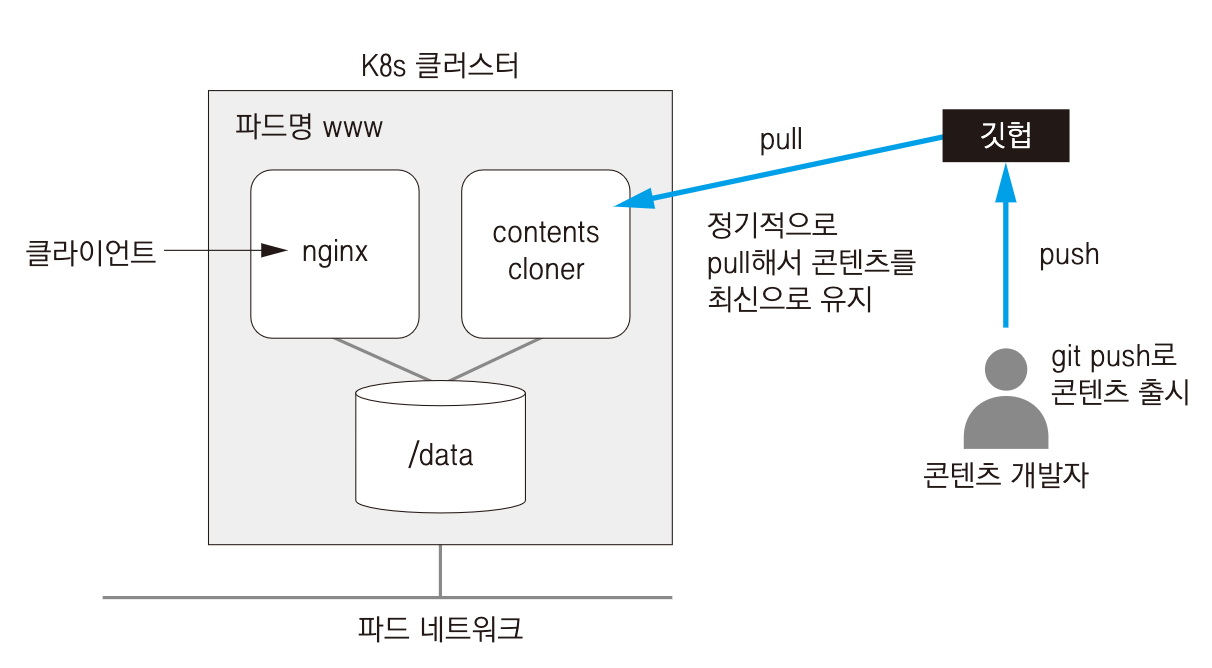 K8s 클러스터
파드명 www
클라이언트
nginx
contents
cloner
/data
파드 네트워크
pull
정기적으로
pull해서 콘텐츠를
최신으로 유지
깃헙
push
git push로
콘텐츠 출시
콘텐츠 개발자